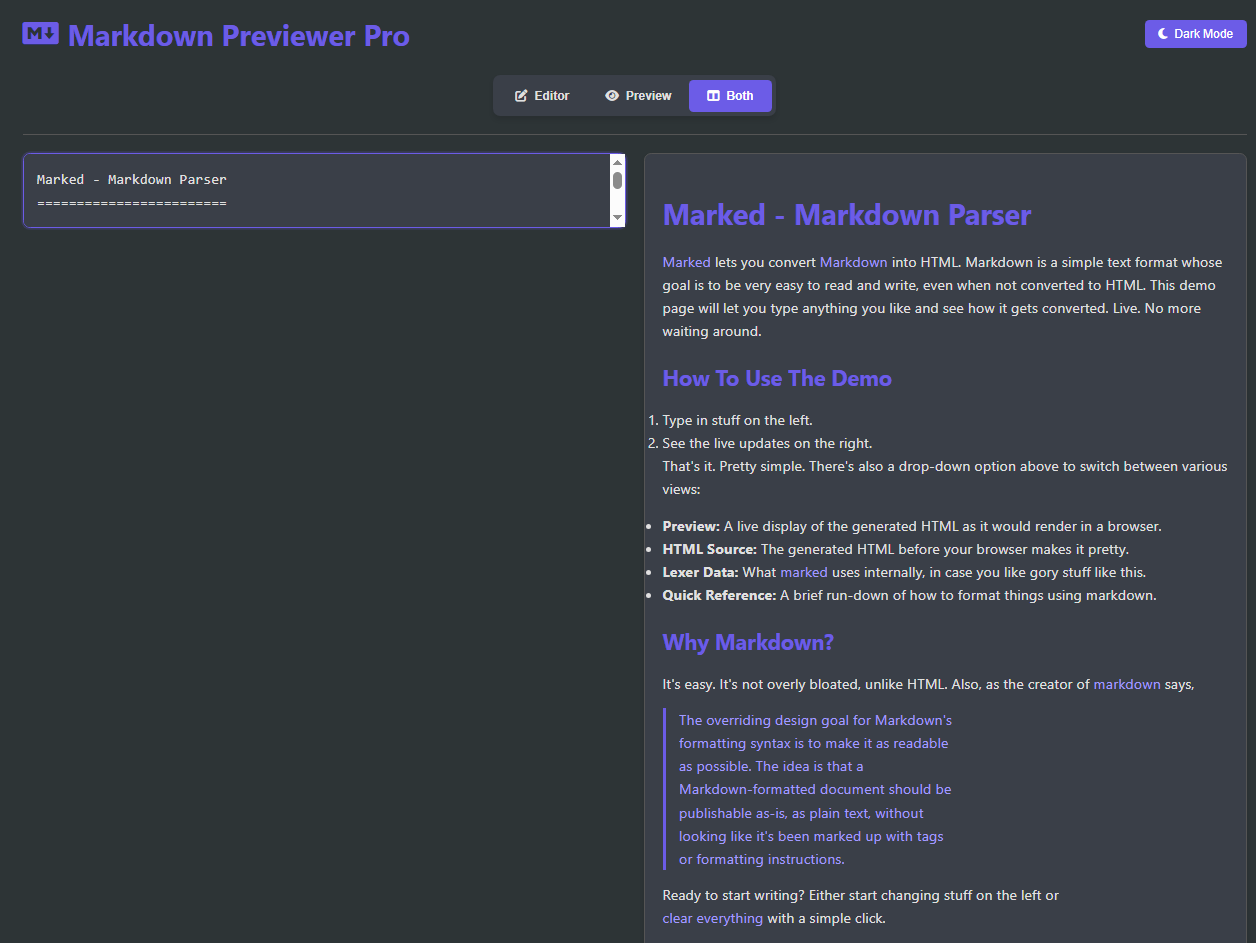 M Markdown Previewer Pro
Dark Mode
Editor
Preview
Both
Marked - Markdown Parser
========================
Marked - Markdown Parser
Marked lets you convert Markdown into HTML. Markdown is a simple text format whose
goal is to be very easy to read and write, even when not converted to HTML. This demo
page will let you type anything you like and see how it gets converted. Live. No more
waiting around.
How To Use The Demo
1. Type in stuff on the left.
2. See the live updates on the right.
That's it. Pretty simple. There's also a drop-down option above to switch between various
views:
• Preview: A live display of the generated HTML as it would render in a browser.
• HTML Source: The generated HTML before your browser makes it pretty.
• Lexer Data: What marked uses internally, in case you like gory stuff like this.
• Quick Reference: A brief run-down of how to format things using markdown.
Why Markdown?
It's easy. It's not overly bloated, unlike HTML. Also, as the creator of markdown says,
The overriding design goal for Markdown's
formatting syntax is to make it as readable
as possible. The idea is that a
Markdown-formatted document should be
publishable as-is, as plain text, without
looking like it's been marked up with tags
or formatting instructions.
Ready to start writing? Either start changing stuff on the left or
clear everything with a simple click.